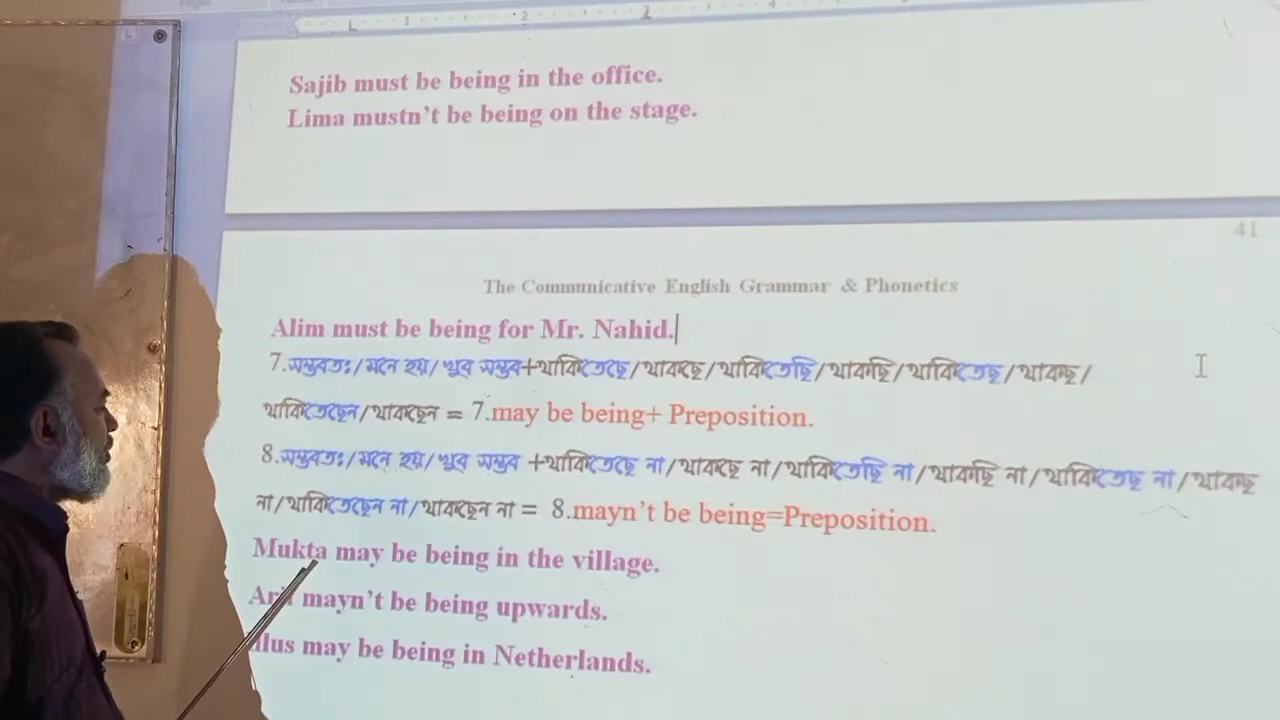 Sajib must be being in the office.
Lima mustn't be being on the stage.
41
The Communicative English Grammar & Phonetics
Alim must be being for Mr. Nahid.
7.সম্ভবতঃ/মনে হয়/খুব সম্ভব+থাকিতেছে/থাকছে/থাকিতেছি/থাকছি/থাকিতেছ/থাকছ/
থাকিতেছেন/থাকছেন = 7.may be being+ Preposition.
8.সম্ভবতঃ/মনে হয়/খুব সম্ভব +থাকিতেছে না/থাকছে না/থাকিতেছি না/থাকছি না/থাকিতেছ না/থাকছ
না/থাকিতেছেন না/থাকছেন না = 8.mayn't be being=Preposition.
Mukta may be being in the village.
mayn't be being upwards.
may be being in Netherlands.